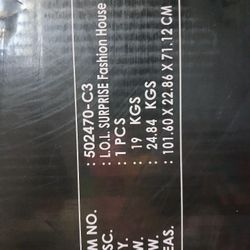 EM NO. : 502470-C3
SC. : L.O.L. SURPRISE Fashion House
Y. : 1 PCS
W. : 19 KGS
W. : 24.84 KGS
EAS. : 101.60 X 22.86 X 71.12 CM